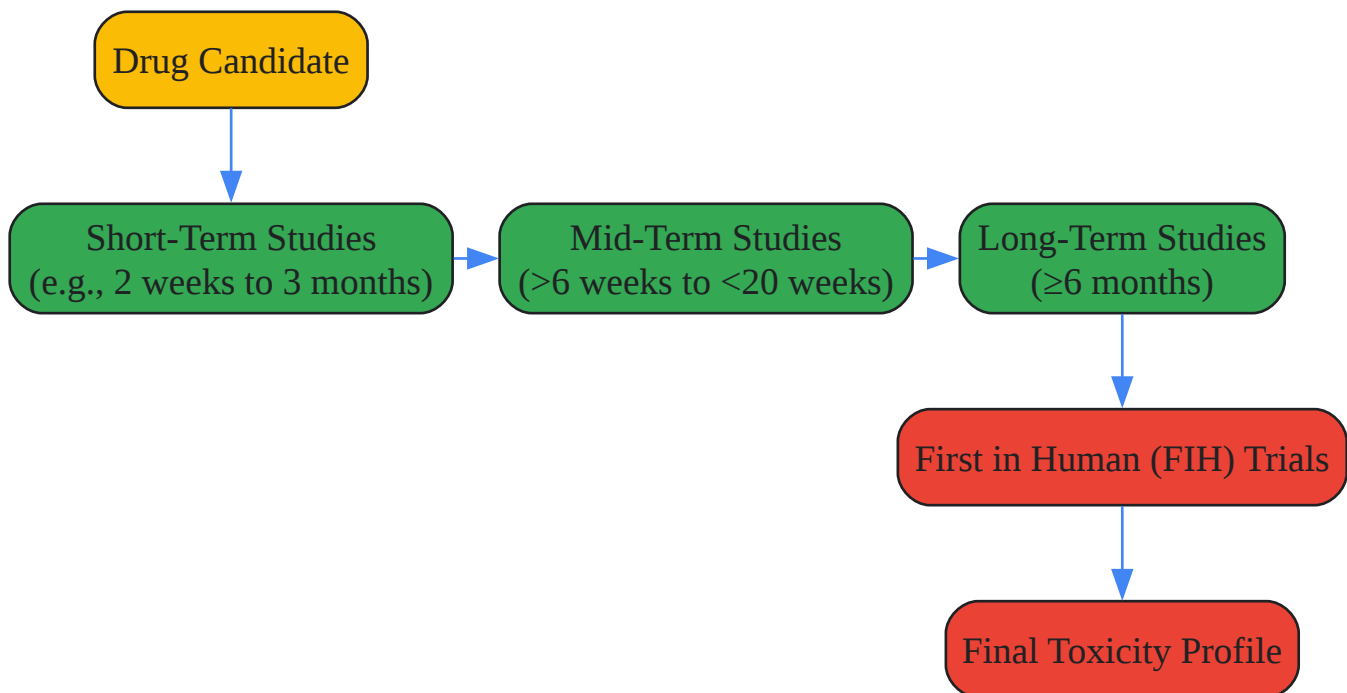 Drug Candidate
Short-Term Studies
(e.g., 2 weeks to 3 months)
Mid-Term Studies
(>6 weeks to <20 weeks)
Long-Term Studies
(≥6 months)
First in Human (FIH) Trials
Final Toxicity Profile